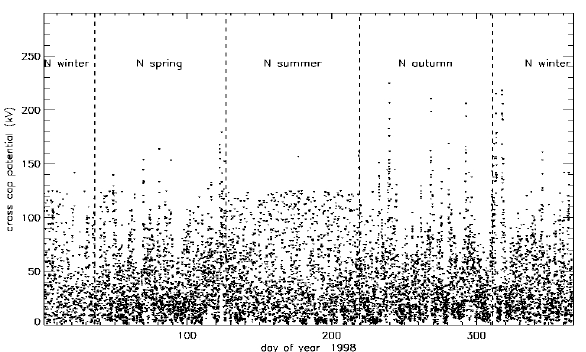 250
200
150
100
50
0
cross cap potential (kV)
N winter
N spring
N summer
N autumn
N winter
100
200
300
day of year 1998